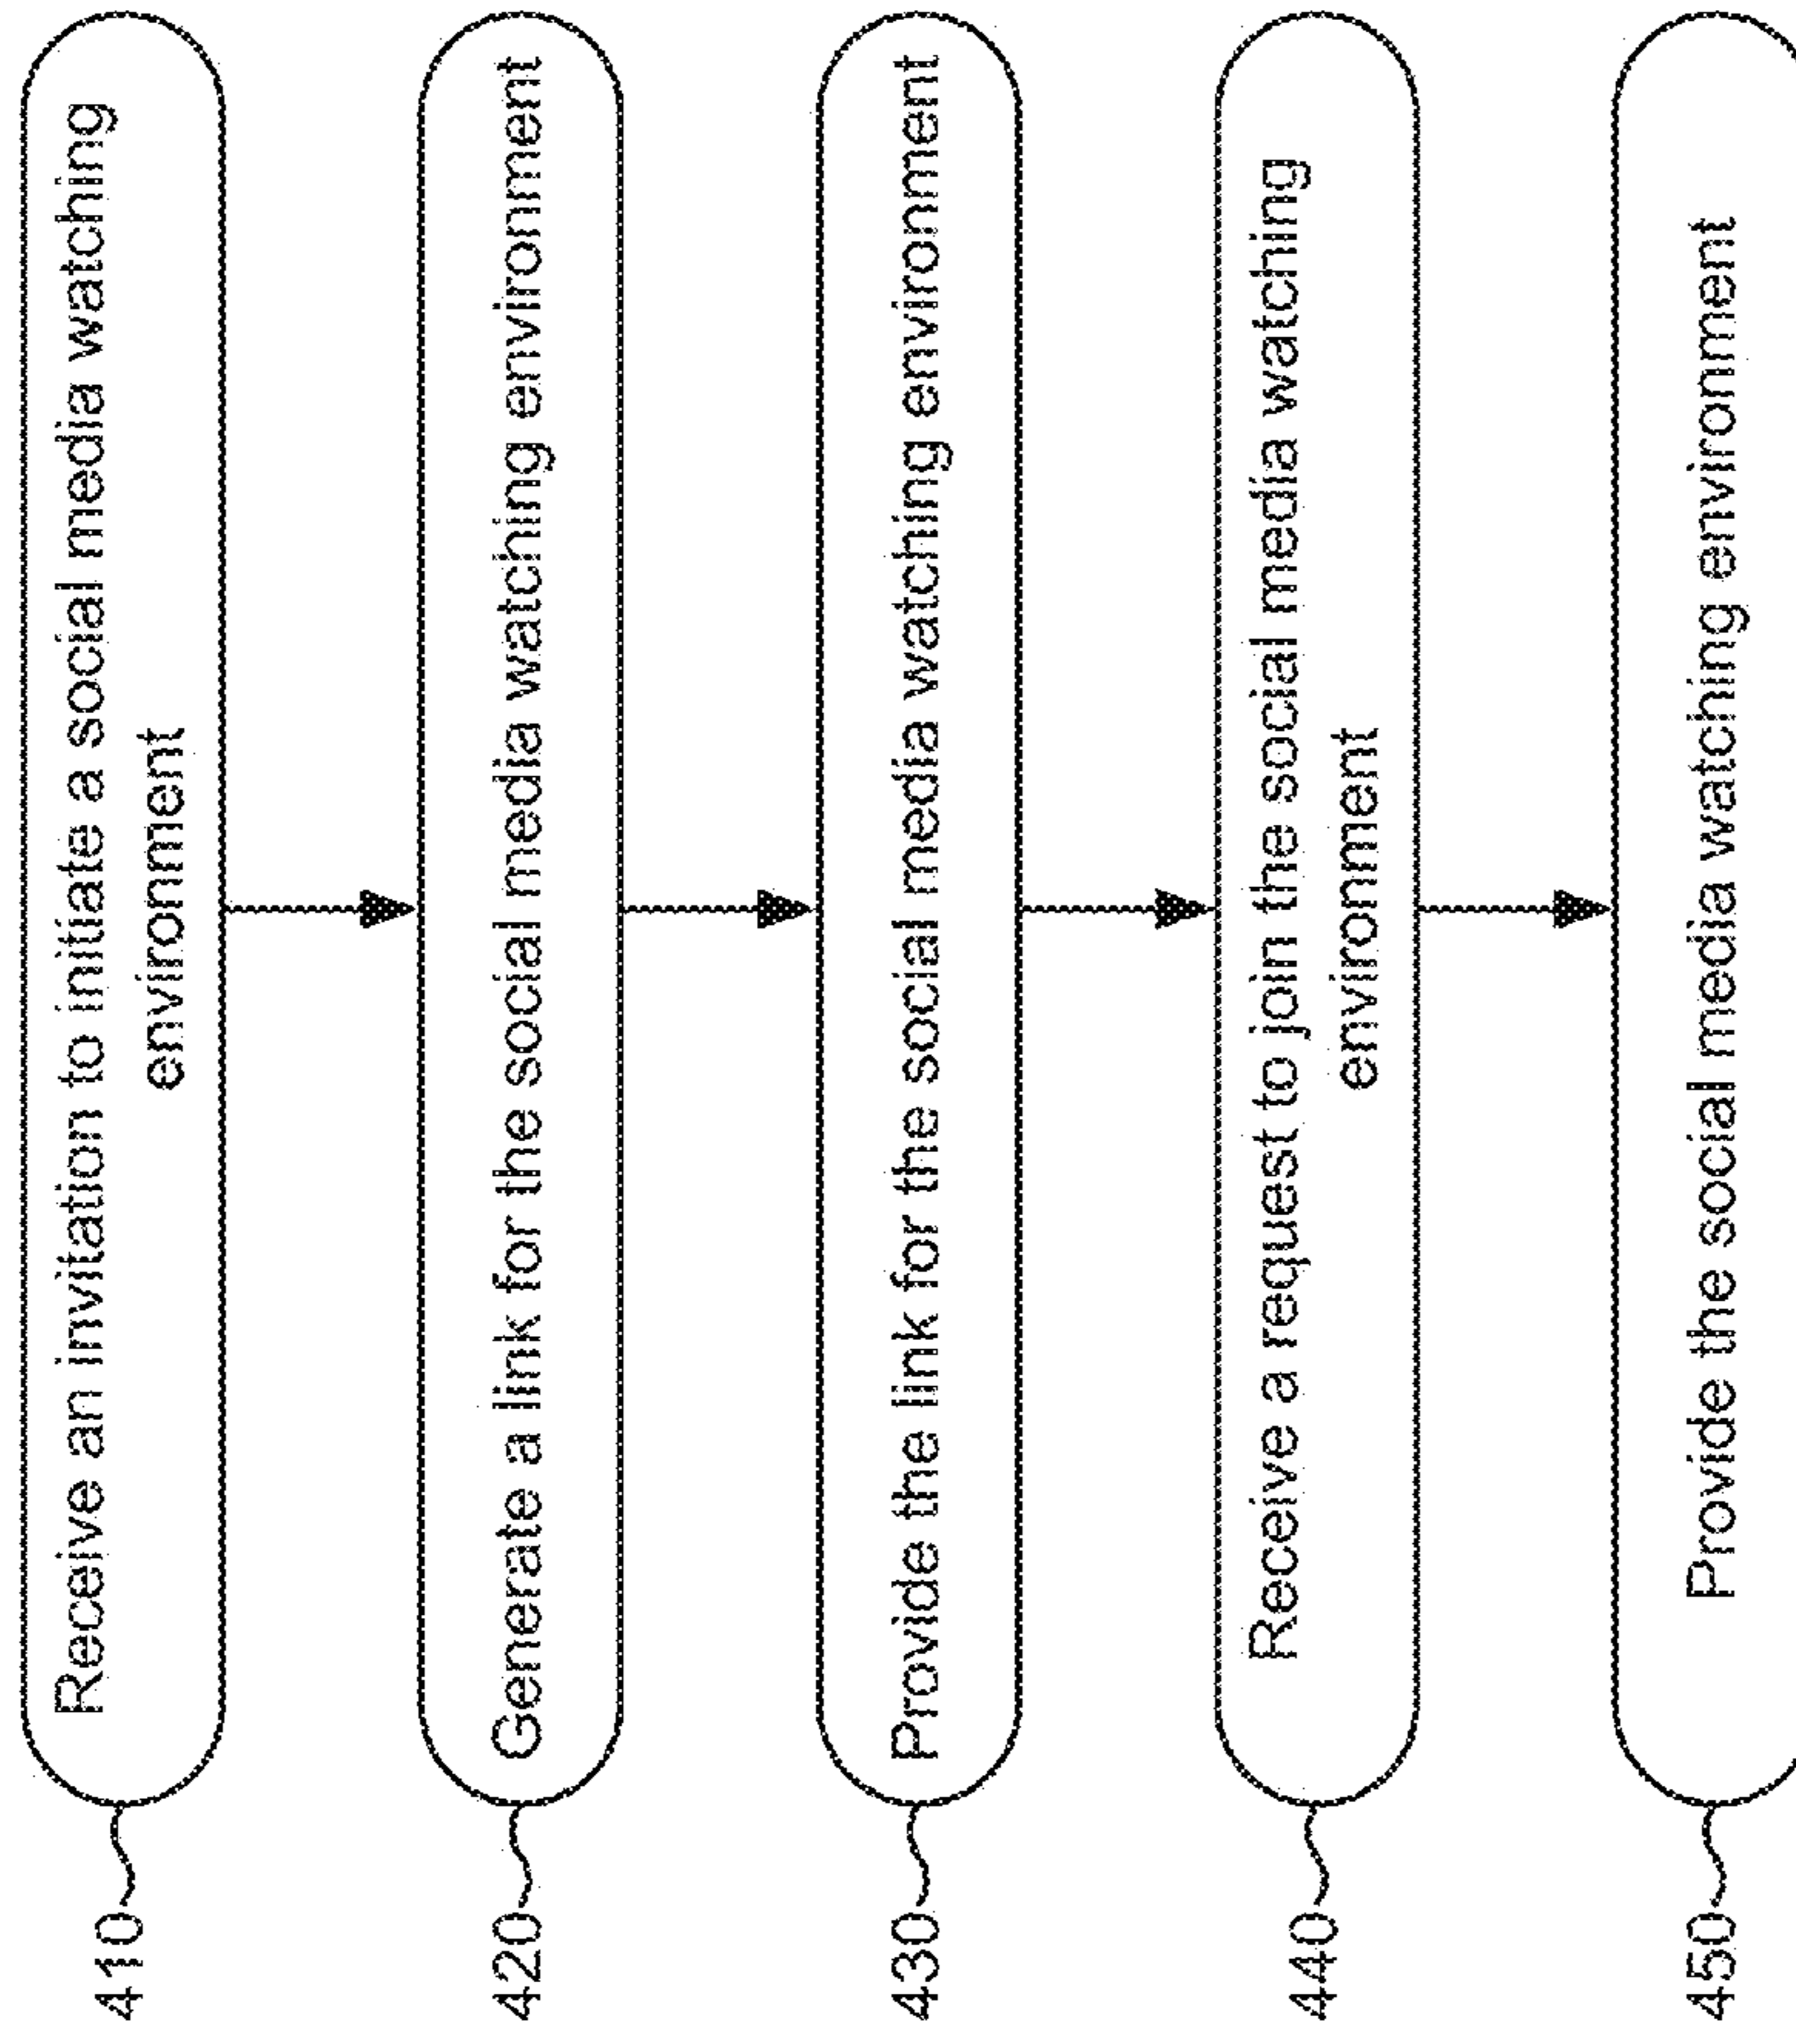 410
Receive an invitation to initiate a social media watching
environment
420
Generate a link for the social media watching environment
430
Provide the link for the social media watching environment
440
Receive a request to join the social media watching
environment
450
Provide the social media watching environment